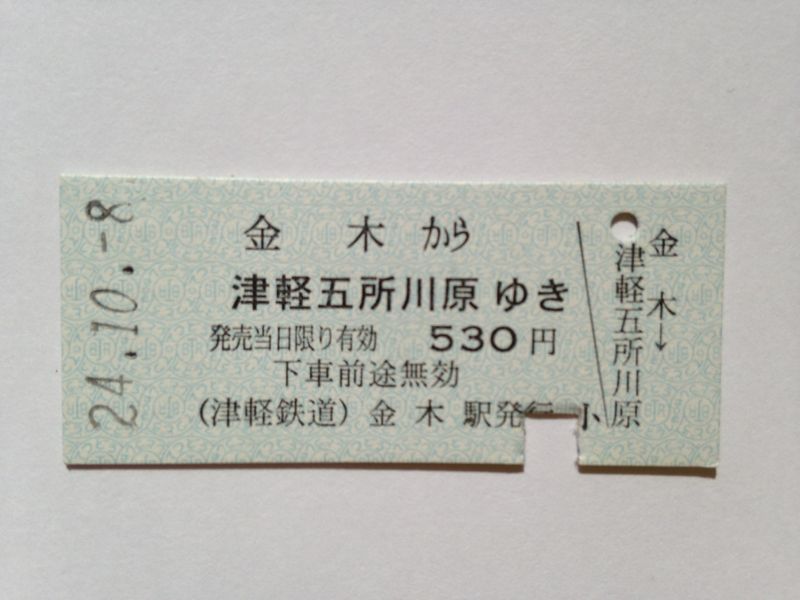 24.10.-8
金木から
津軽五所川原ゆき
発売当日限り有効 530円
下車前途無効
(津軽鉄道) 金木駅発行
小
金木→
津軽五所川原